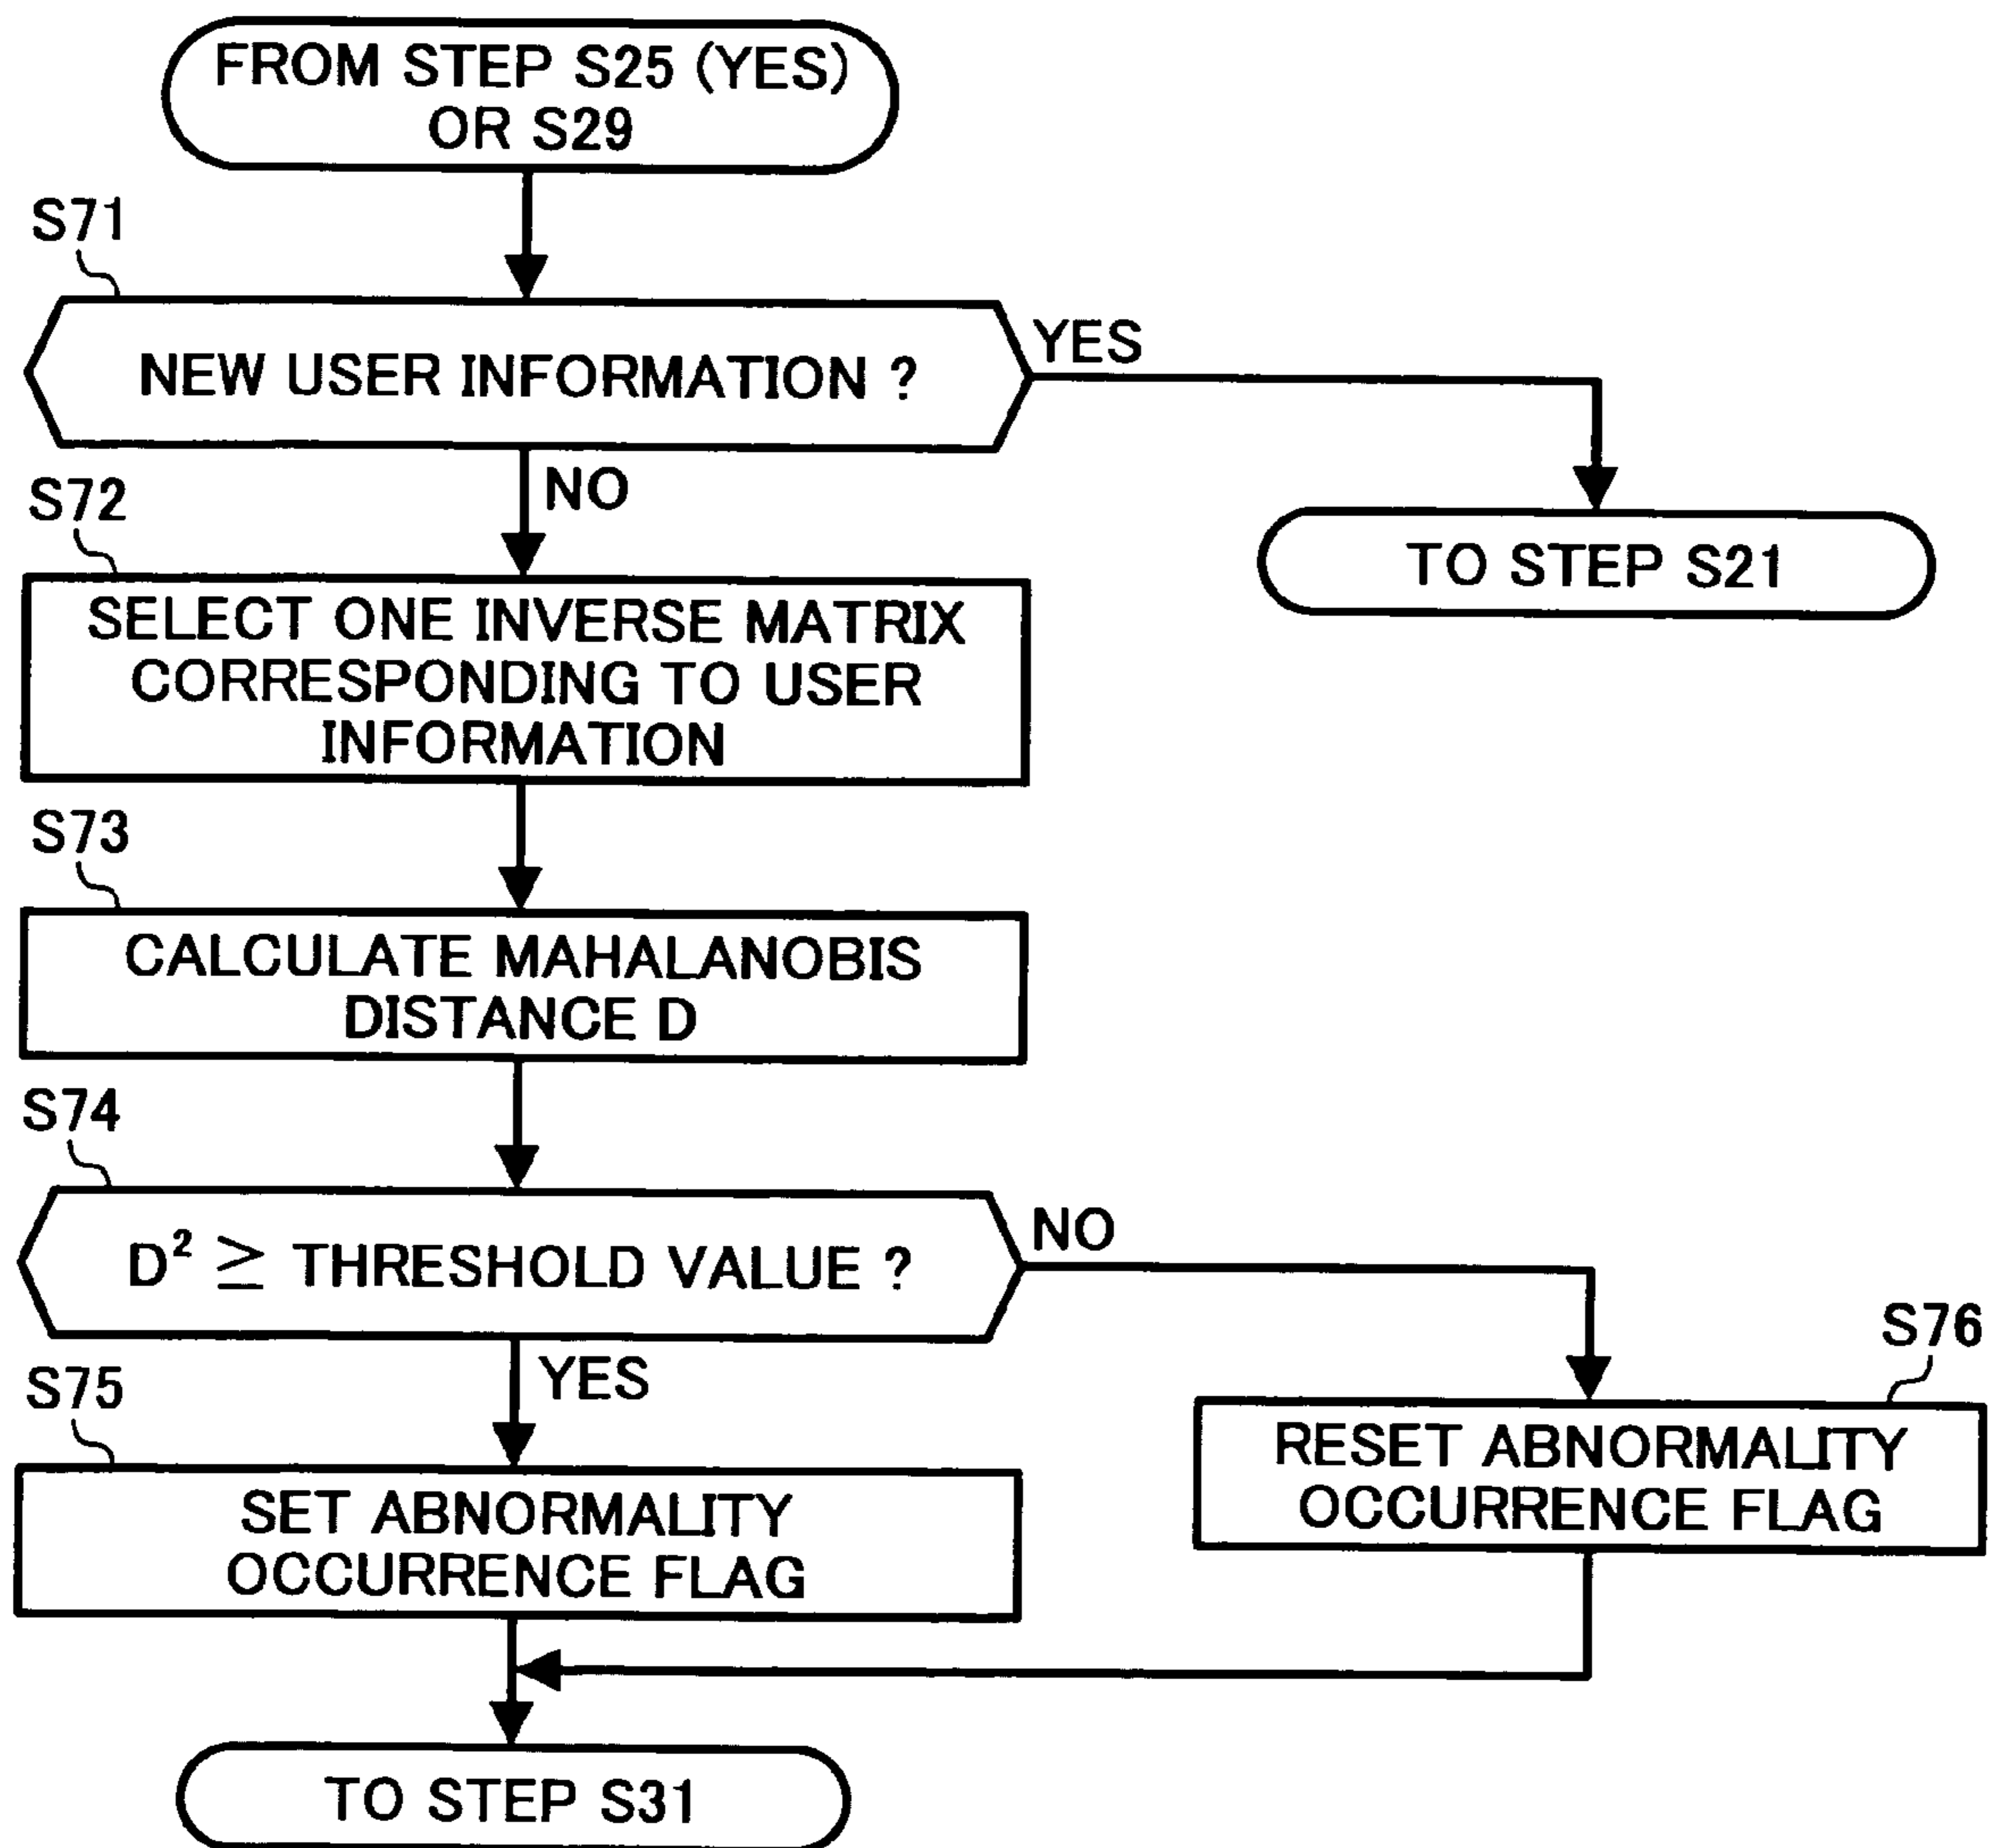 FROM STEP S25 (YES)
OR S29
S71
NEW USER INFORMATION ?
YES
NO
TO STEP S21
S72
SELECT ONE INVERSE MATRIX
CORRESPONDING TO USER
INFORMATION
S73
CALCULATE MAHALANOBIS
DISTANCE D
S74
D² ≥ THRESHOLD VALUE ?
NO
YES
S75
SET ABNORMALITY
OCCURRENCE FLAG
S76
RESET ABNORMALITY
OCCURRENCE FLAG
TO STEP S31